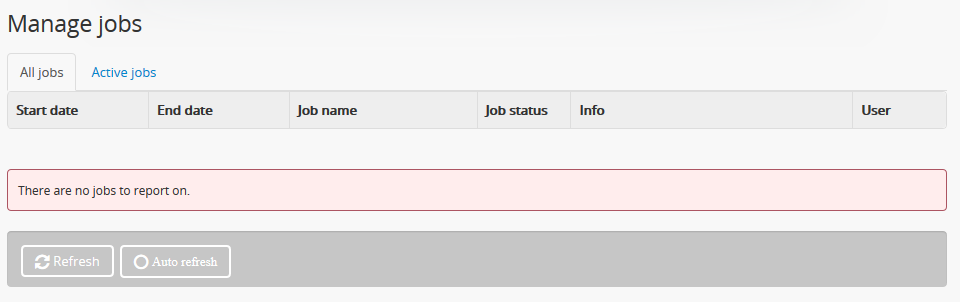 Manage jobs
All jobs Active jobs
Start date End date Job name Job status Info User
There are no jobs to report on.
Refresh Auto refresh